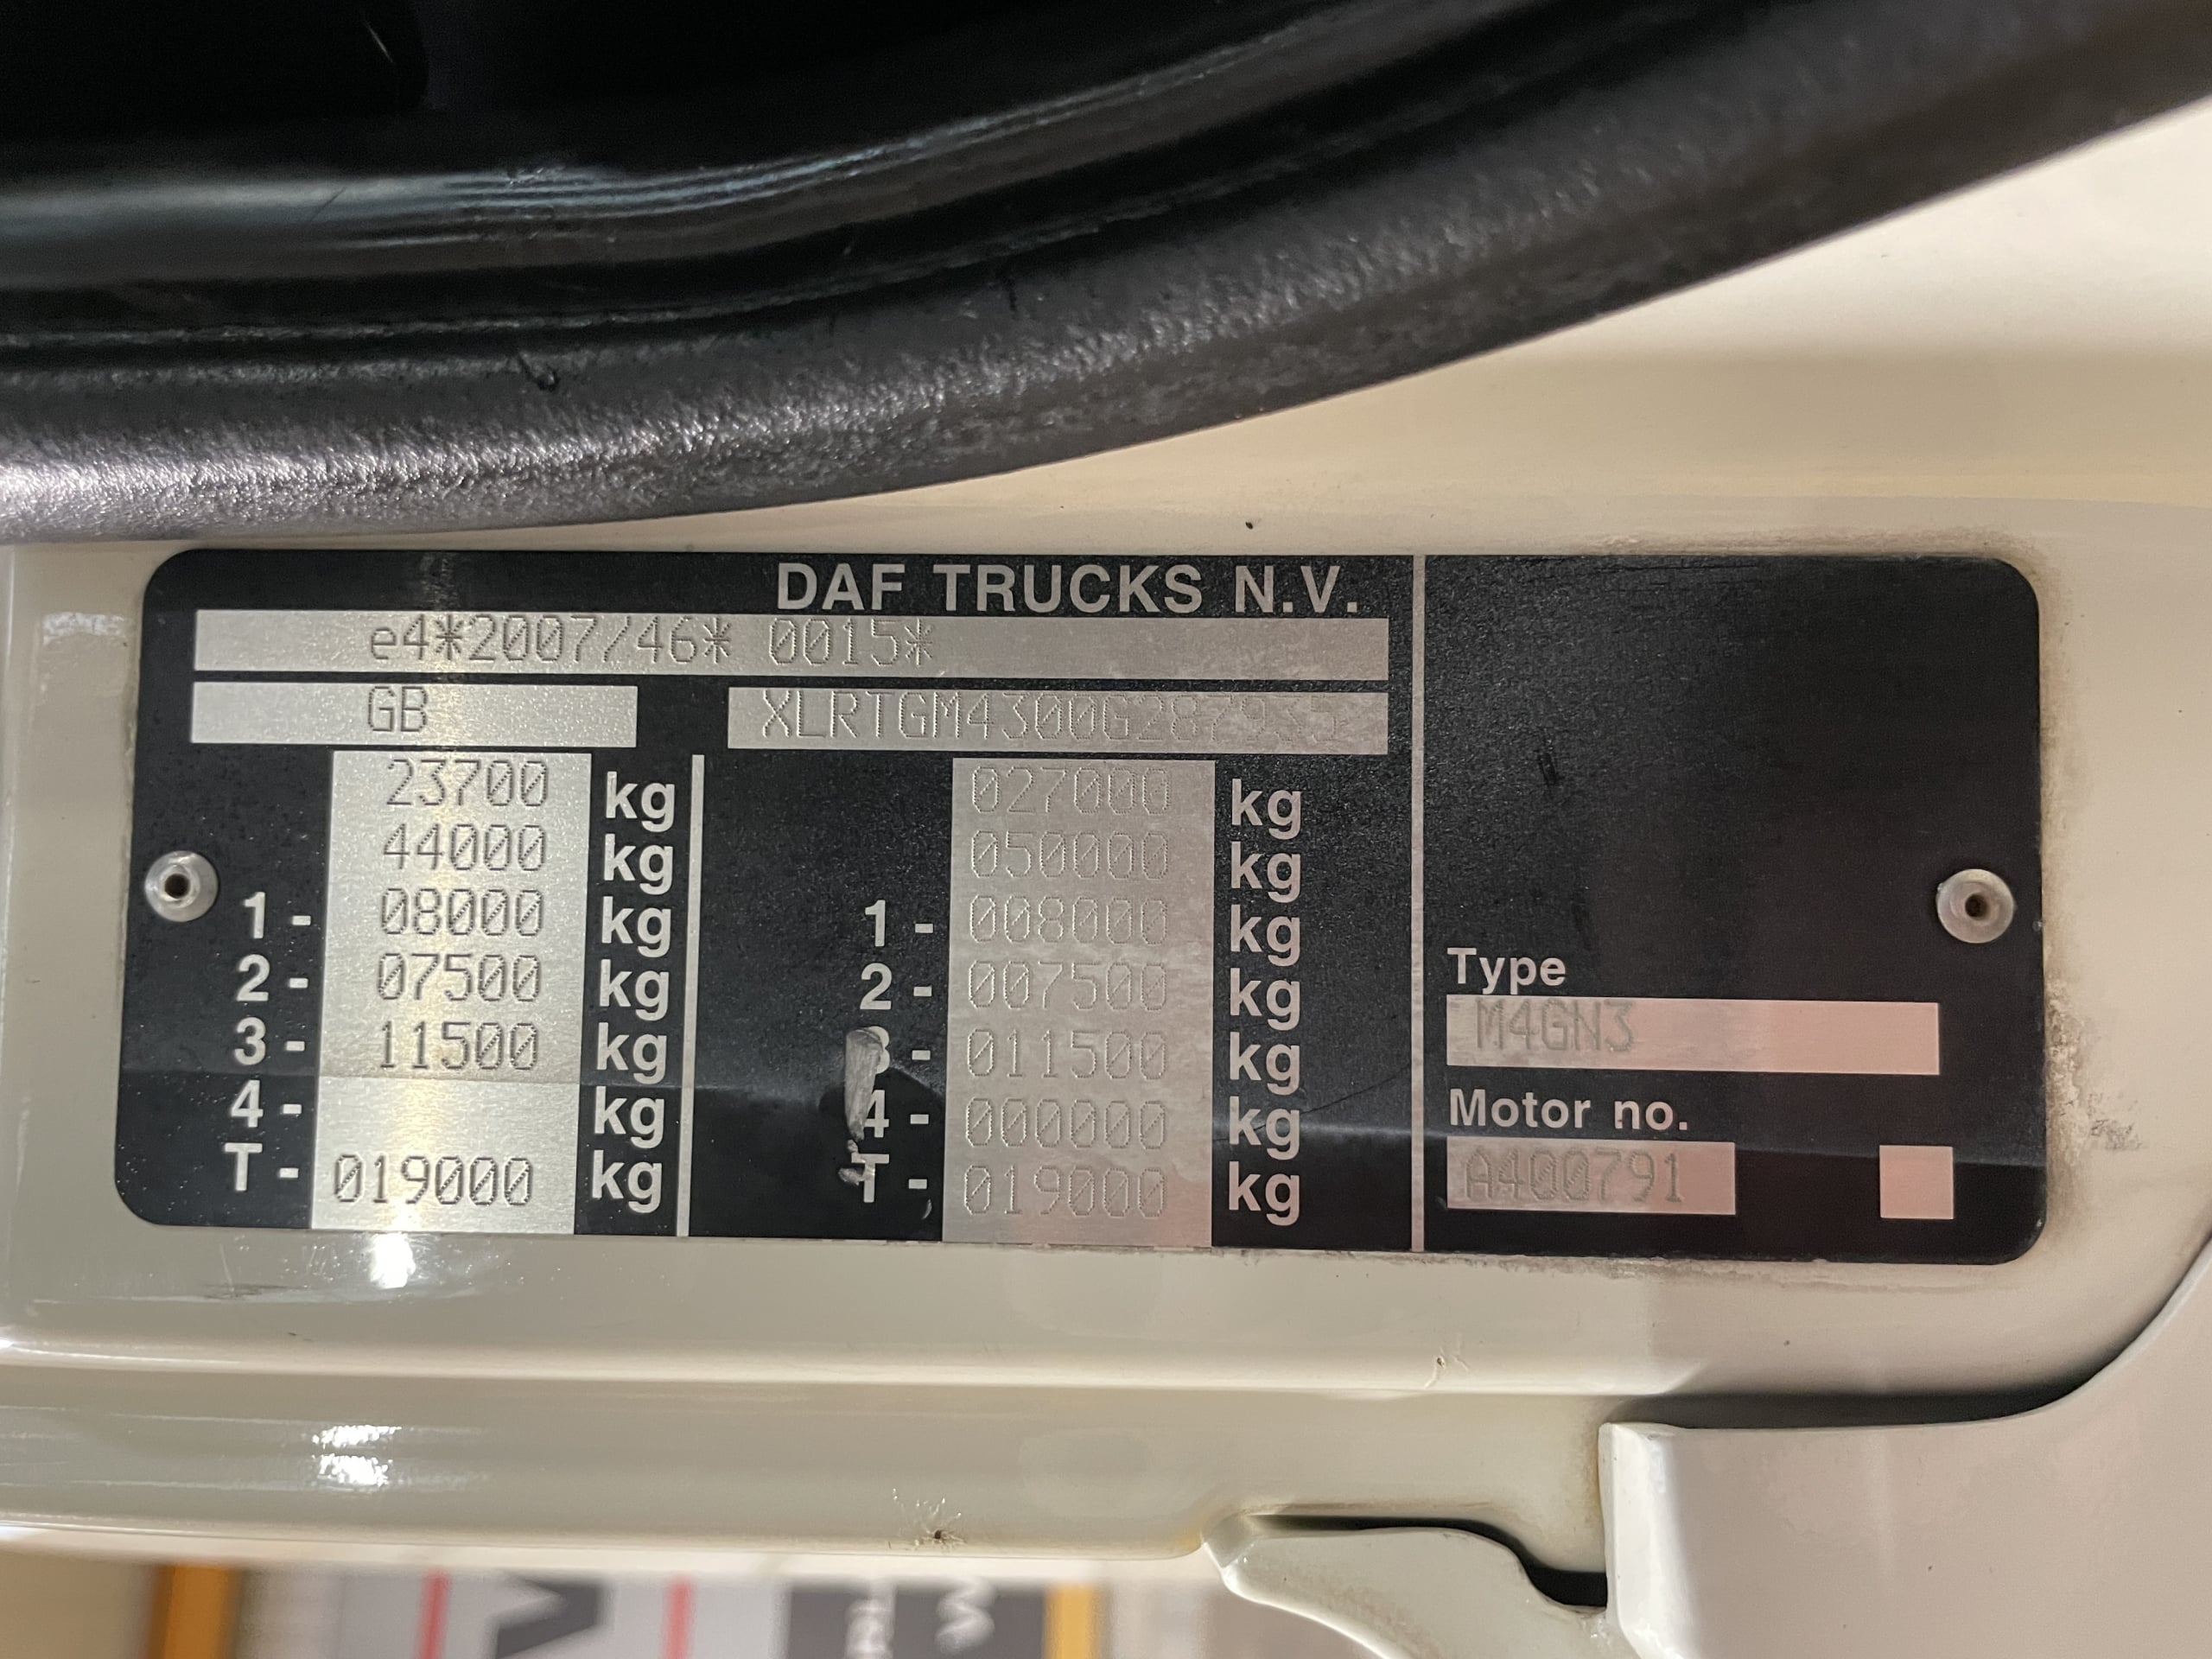 DAF TRUCKS N.V.
e4*2007/46* 0015*
GB XLRTGM4300G287935
23700 kg 027000 kg
44000 kg 050000 kg
1 - 08000 kg 1 - 008000 kg
2 - 07500 kg 2 - 007500 kg
3 - 11500 kg 3 - 011500 kg
4 - kg 4 - 000000 kg
T - 019000 kg T - 019000 kg
Type
M4GN3
Motor no.
A400791